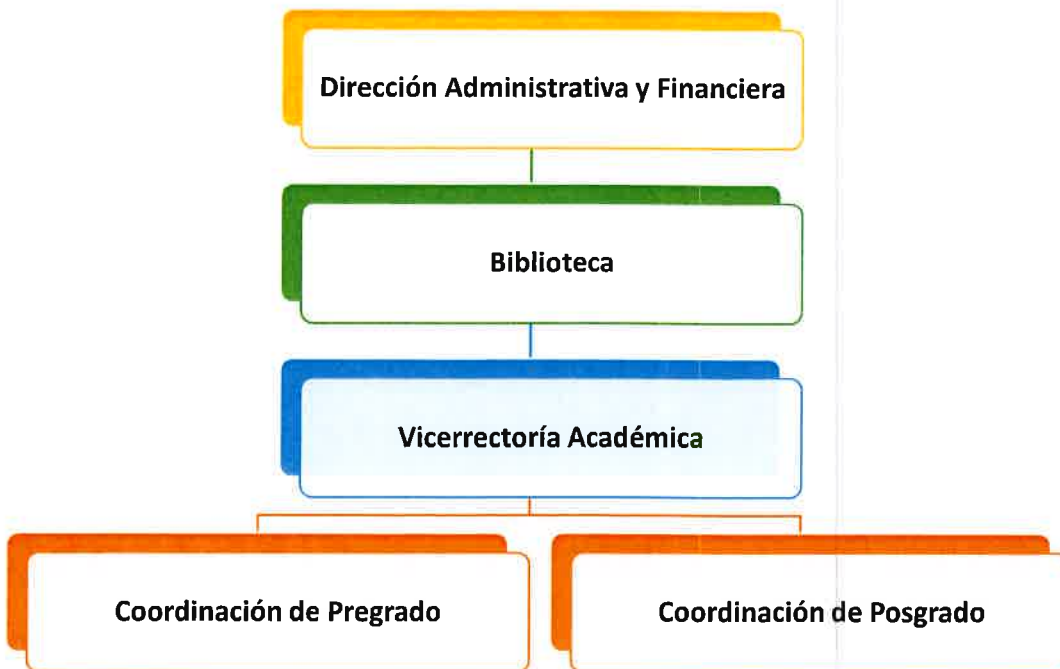 Dirección Administrativa y Financiera
Biblioteca
Vicerrectoría Académica
Coordinación de Pregrado
Coordinación de Posgrado